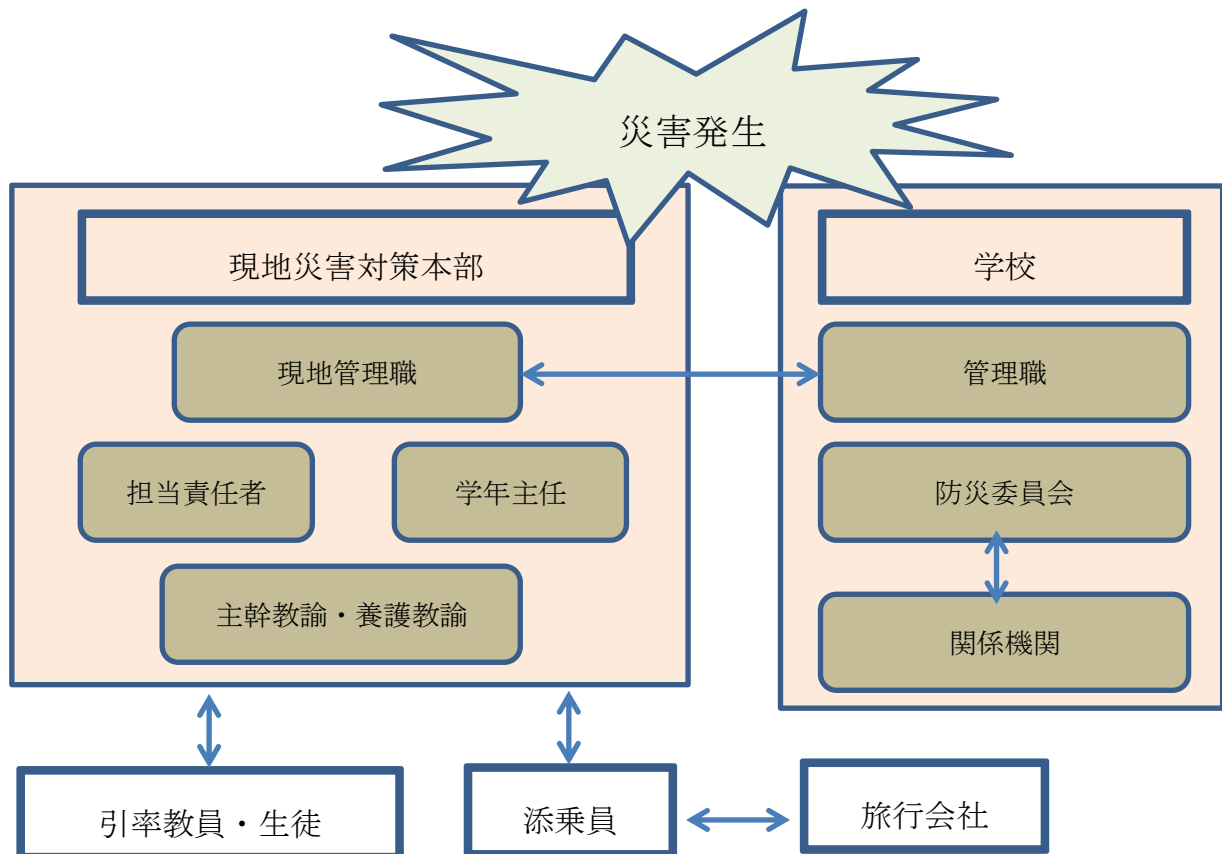 災害発生
現地災害対策本部
現地管理職
担当責任者
学年主任
主幹教諭・養護教諭
学校
管理職
防災委員会
関係機関
引率教員・生徒
添乗員
旅行会社